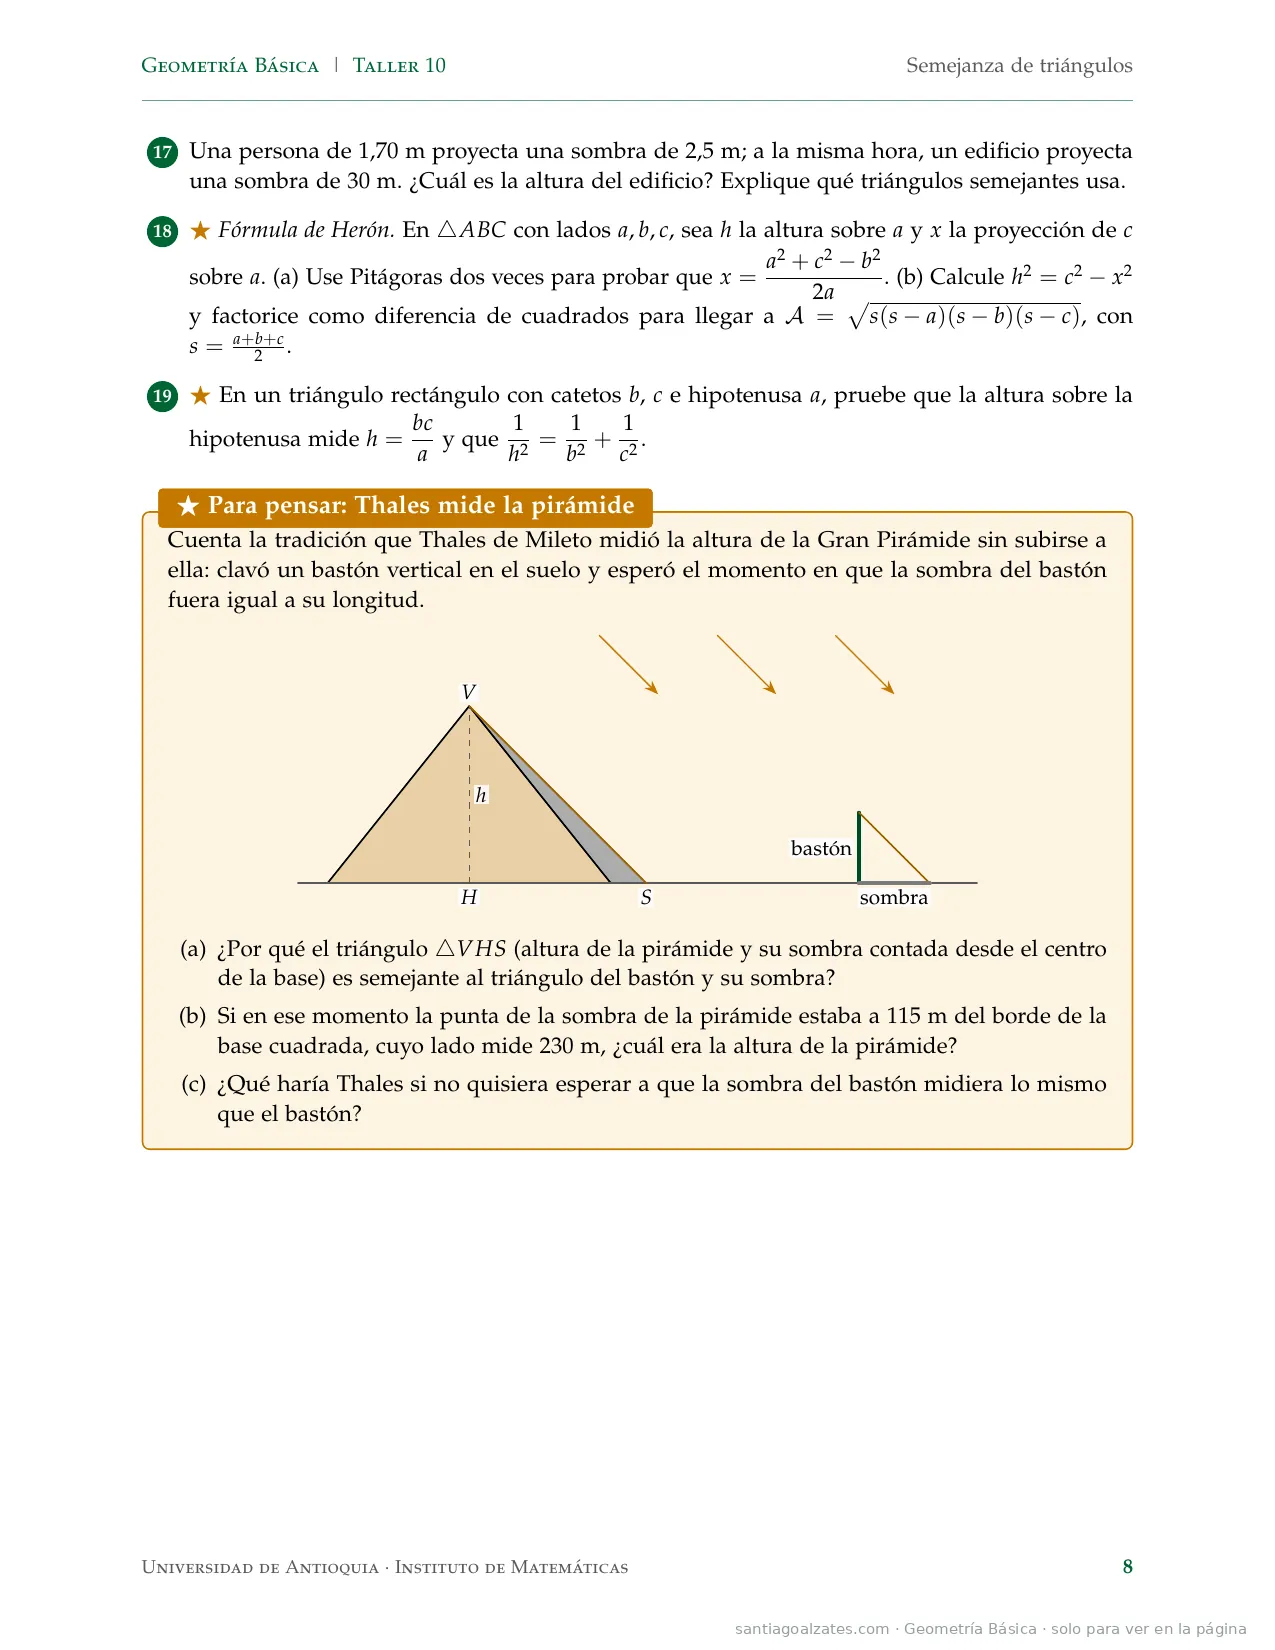 Geometría Básica | Taller 10
Semejanza de triángulos
17 Una persona de 1,70 m proyecta una sombra de 2,5 m; a la misma hora, un edificio proyecta
una sombra de 30 m. ¿Cuál es la altura del edificio? Explique qué triángulos semejantes usa.
18 ★ Fórmula de Herón. En △ABC con lados a, b, c, sea h la altura sobre a y x la proyección de c
sobre a. (a) Use Pitágoras dos veces para probar que x = \frac{a² + c² − b²}{2a}. (b) Calcule h² = c² − x²
y factorice como diferencia de cuadrados para llegar a 𝒜 = √(s(s − a)(s − b)(s − c)), con
s = \frac{a+b+c}{2}.
19 ★ En un triángulo rectángulo con catetos b, c e hipotenusa a, pruebe que la altura sobre la
hipotenusa mide h = \frac{bc}{a} y que \frac{1}{h²} = \frac{1}{b²} + \frac{1}{c²}.
★ Para pensar: Thales mide la pirámide
Cuenta la tradición que Thales de Mileto midió la altura de la Gran Pirámide sin subirse a
ella: clavó un bastón vertical en el suelo y esperó el momento en que la sombra del bastón
fuera igual a su longitud.
V
h
bastón
H
S
sombra
(a) ¿Por qué el triángulo △VHS (altura de la pirámide y su sombra contada desde el centro
de la base) es semejante al triángulo del bastón y su sombra?
(b) Si en ese momento la punta de la sombra de la pirámide estaba a 115 m del borde de la
base cuadrada, cuyo lado mide 230 m, ¿cuál era la altura de la pirámide?
(c) ¿Qué haría Thales si no quisiera esperar a que la sombra del bastón midiera lo mismo
que el bastón?
Universidad de Antioquia · Instituto de Matemáticas
8
santiagoalzates.com · Geometría Básica · solo para ver en la página